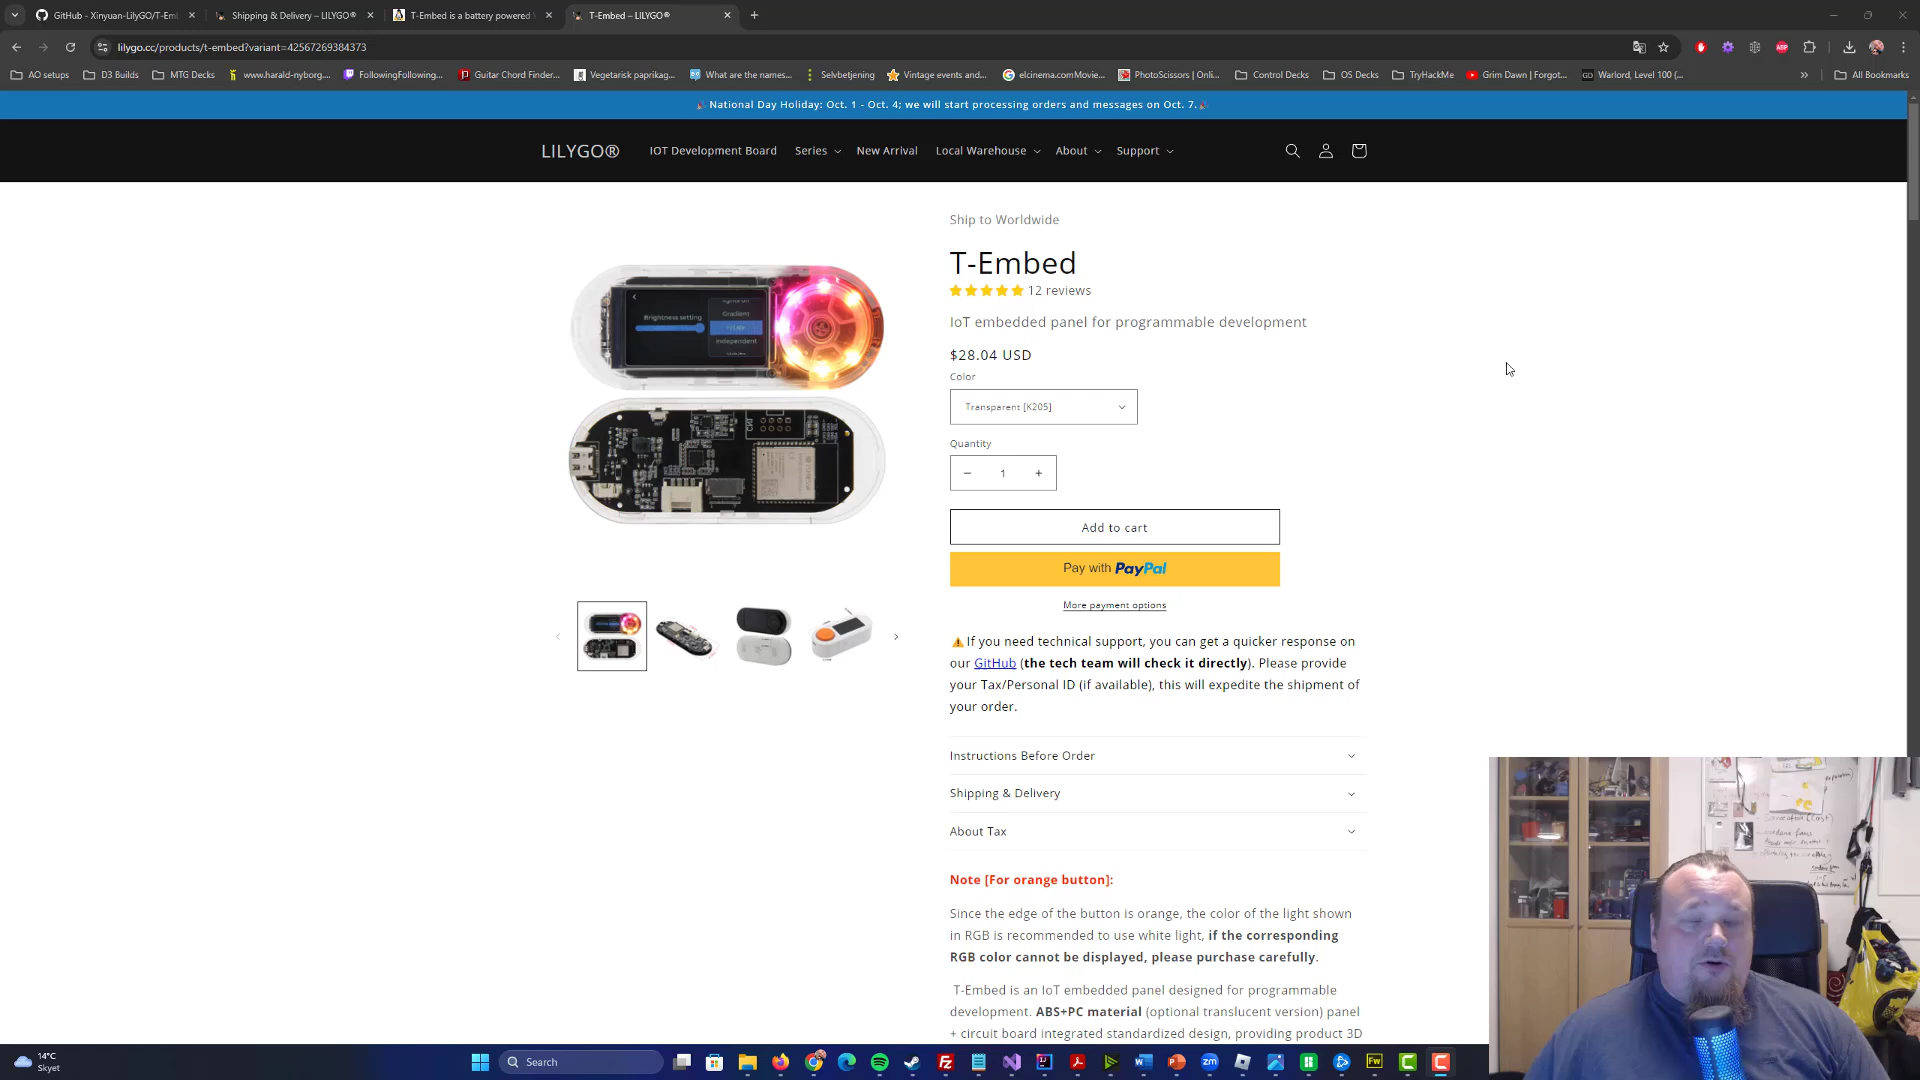 GitHub - Xinyuan-LilyGO/T-Emb
Shipping & Delivery – LILYGO®
T-Embed is a battery powered
T-Embed – LILYGO®
lilygo.cc/products/t-embed?variant=42567269384373
AO setups
D3 Builds
MTG Decks
www.harald-nyborg...
FollowingFollowing...
Guitar Chord Finder...
Vegetarisk paprikag...
What are the names...
Selvbetjening
Vintage events and...
elcinema.comMovie...
PhotoScissors | Onli...
Control Decks
OS Decks
TryHackMe
Grim Dawn | Forgot...
Warlord, Level 100 (...
All Bookmarks
National Day Holiday: Oct. 1 - Oct. 4; we will start processing orders and messages on Oct. 7.
LILYGO®
IOT Development Board
Series
New Arrival
Local Warehouse
About
Support
Ship to Worldwide
T-Embed
12 reviews
IoT embedded panel for programmable development
$28.04 USD
Color
Transparent [K205]
Quantity
− 1 +
Add to cart
Pay with PayPal
More payment options
⚠️If you need technical support, you can get a quicker response on
our GitHub (the tech team will check it directly). Please provide
your Tax/Personal ID (if available), this will expedite the shipment of
your order.
Instructions Before Order
Shipping & Delivery
About Tax
Note [For orange button]:
Since the edge of the button is orange, the color of the light shown
in RGB is recommended to use white light, if the corresponding
RGB color cannot be displayed, please purchase carefully.
T-Embed is an IoT embedded panel designed for programmable
development. ABS+PC material (optional translucent version) panel
+ circuit board integrated standardized design, providing product 3D
Brightness setting
Gradient
Independent
14°C
Skyet
Search